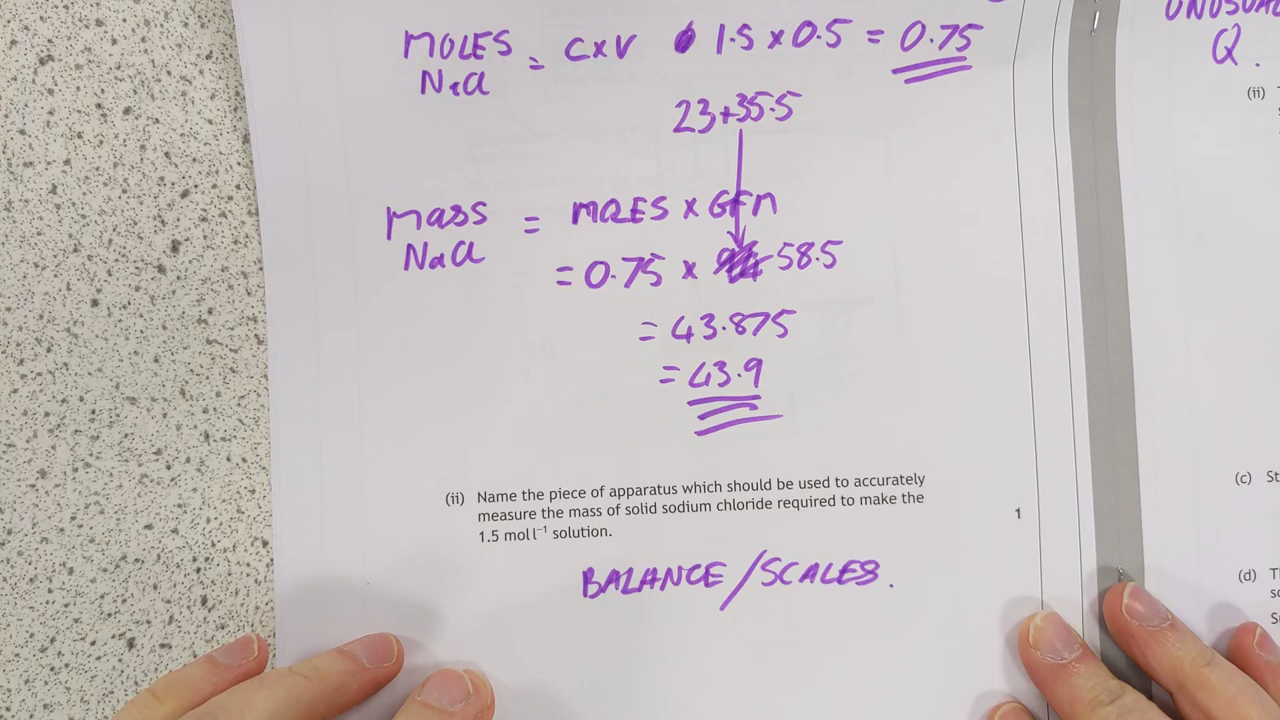 MOLES = C×V 1.5 × 0.5 = 0.75
NaCl
23+35.5
MASS = MOLES × GFM
NaCl
= 0.75 × 58.5
= 43.875
= 43.9
(ii) Name the piece of apparatus which should be used to accurately
measure the mass of solid sodium chloride required to make the
1.5 mol l⁻¹ solution.
1
BALANCE/SCALES.
UNUSUAL
Q.
(ii)
(c) St
(d)